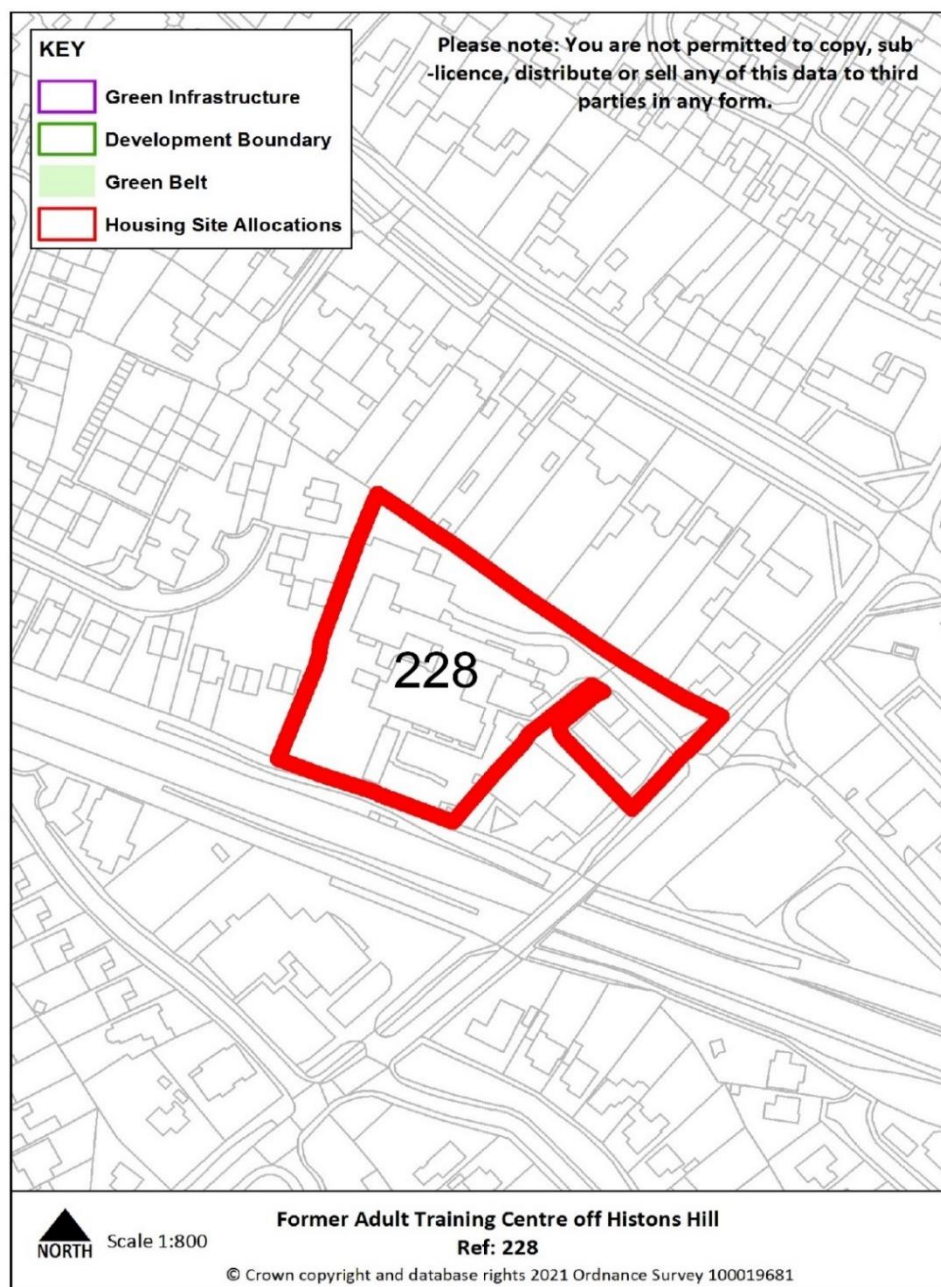 KEY
Green Infrastructure
Development Boundary
Green Belt
Housing Site Allocations
Please note: You are not permitted to copy, sub
-licence, distribute or sell any of this data to third
parties in any form.
228
NORTH
Scale 1:800
Former Adult Training Centre off Histons Hill
Ref: 228
© Crown copyright and database rights 2021 Ordnance Survey 100019681